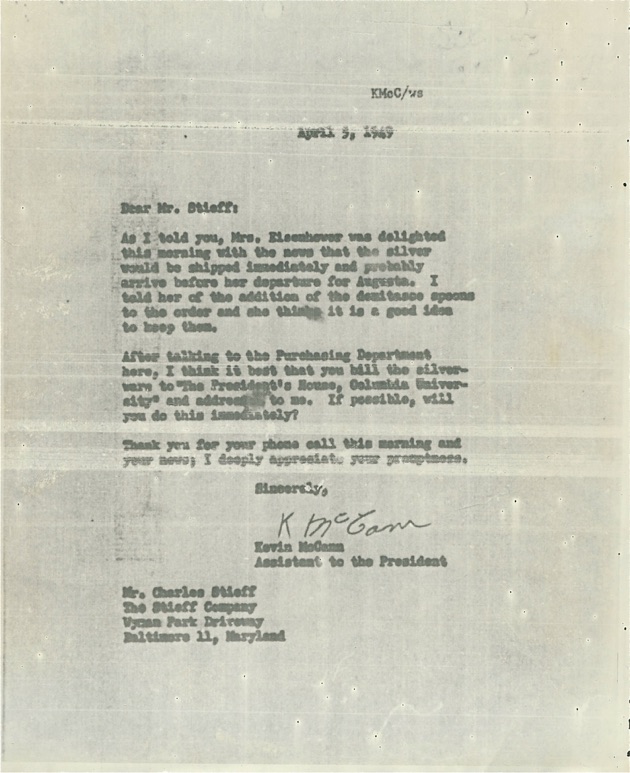 KMcC/ws
April 5, 1949
Dear Mr. Stieff:
As I told you, Mrs. Eisenhower was delighted
this morning with the news that the silver
would be shipped immediately and probably
arrive before her departure for Augusta. I
told her of the addition of the demitasse spoons
to the order and she thinks it is a good idea
to keep them.
After talking to the Purchasing Department
here, I think it best that you bill the silver-
ware to "The President's House, Columbia Univer-
sity" and address to me. If possible, will
you do this immediately?
Thank you for your phone call this morning and
your news; I deeply appreciate your promptness.
Sincerely,
K McCann
Kevin McCann
Assistant to the President
Mr. Charles Stieff
The Stieff Company
Wyman Park Driveway
Baltimore 11, Maryland